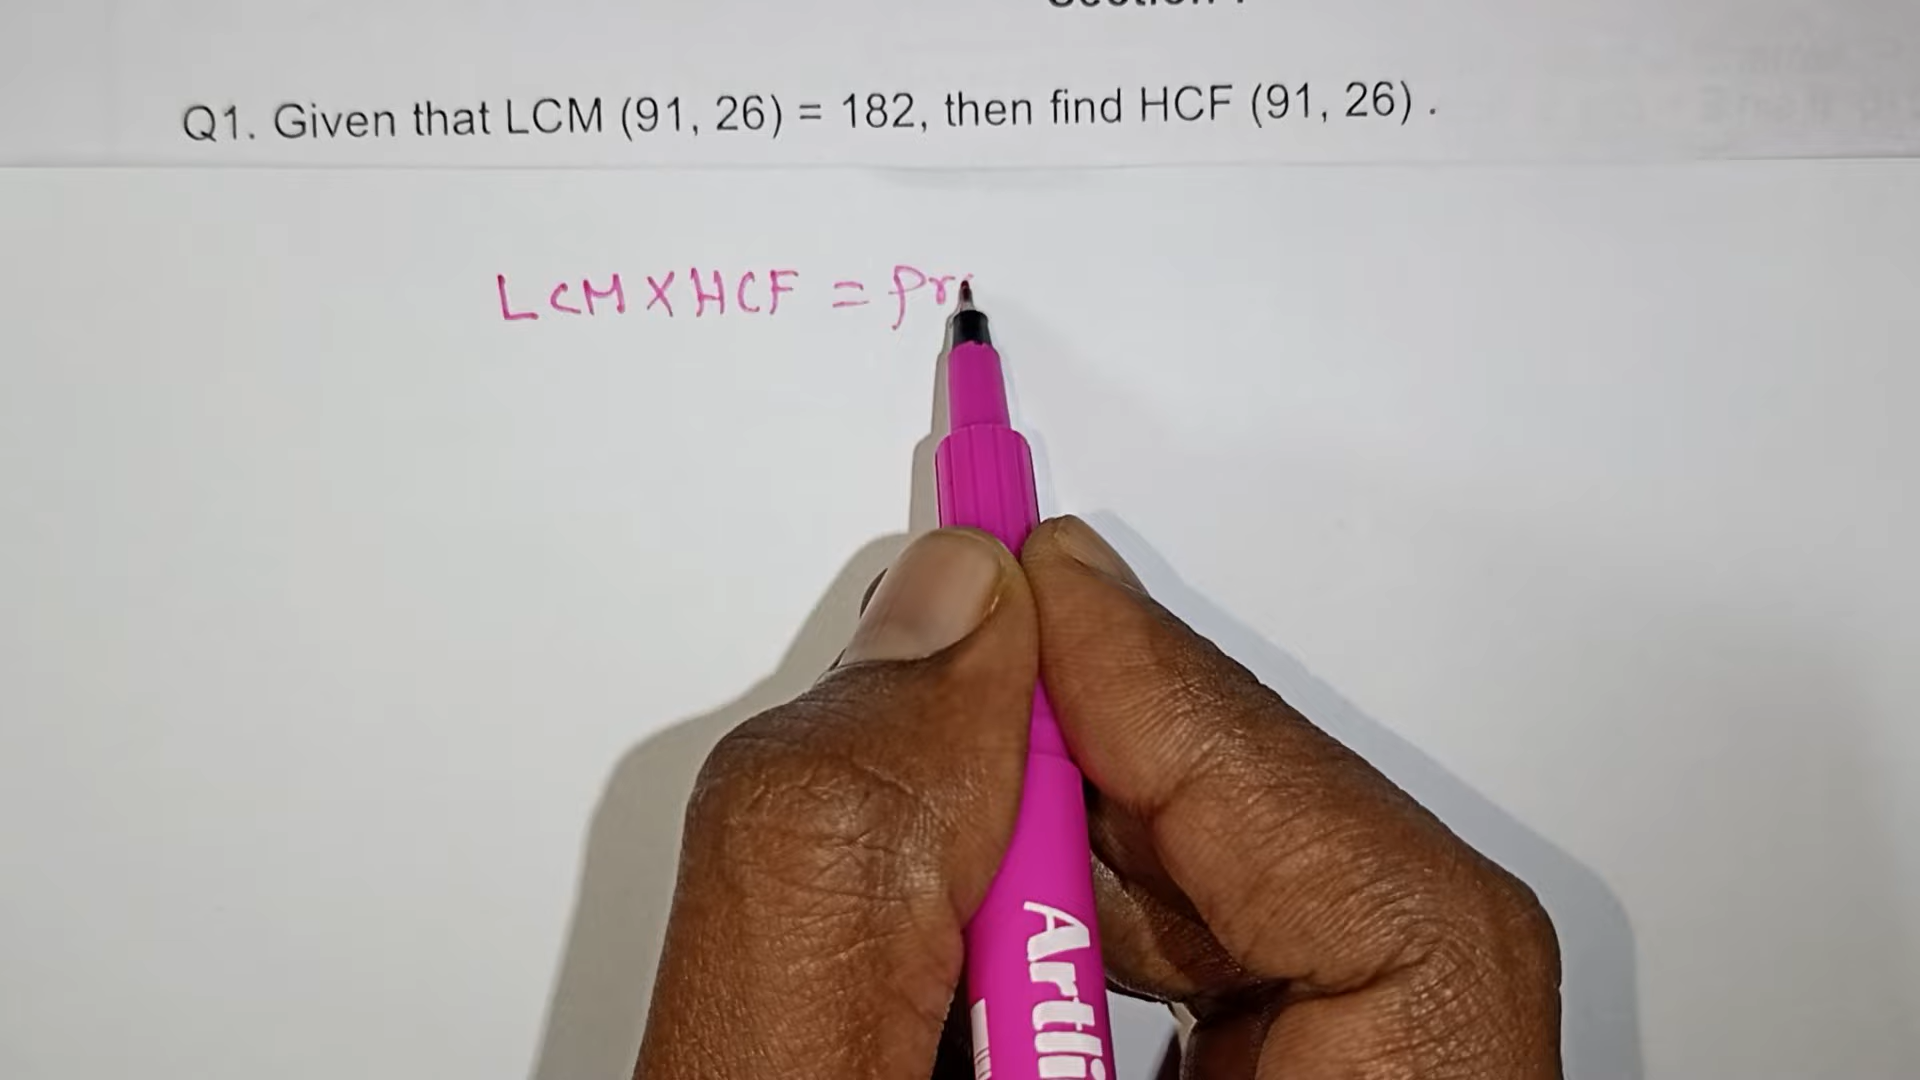 Q1. Given that LCM (91, 26) = 182, then find HCF (91, 26) .
LCM X HCF = Pr
Artli